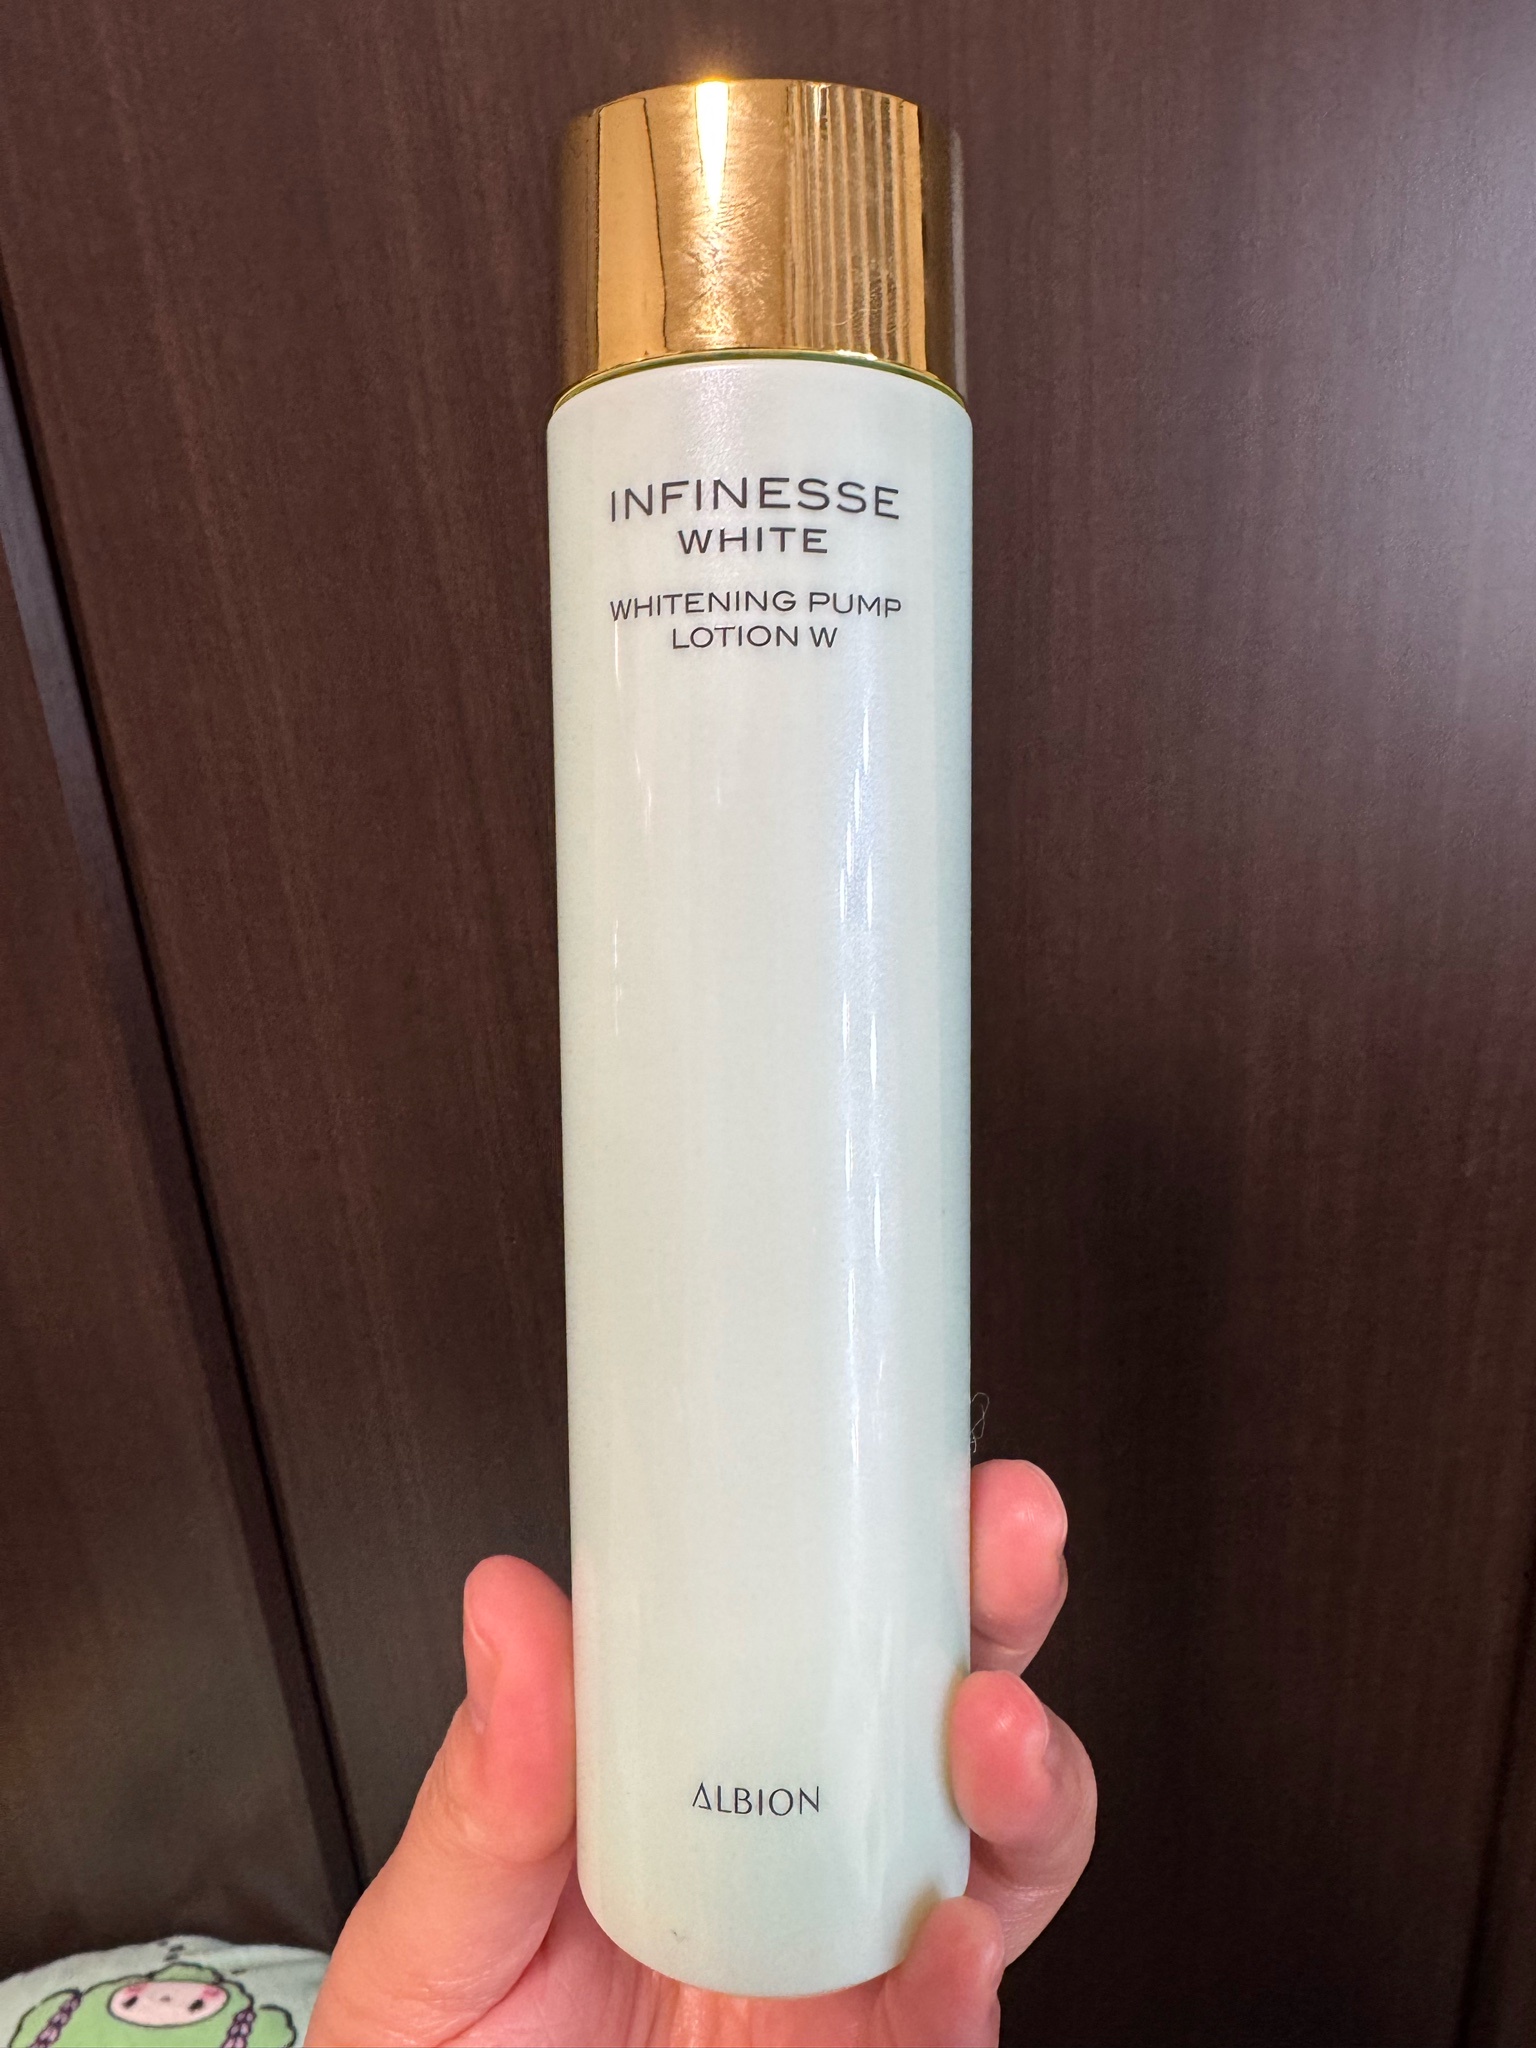 INFINESSE
WHITE
WHITENING PUMP
LOTION W
ALBION